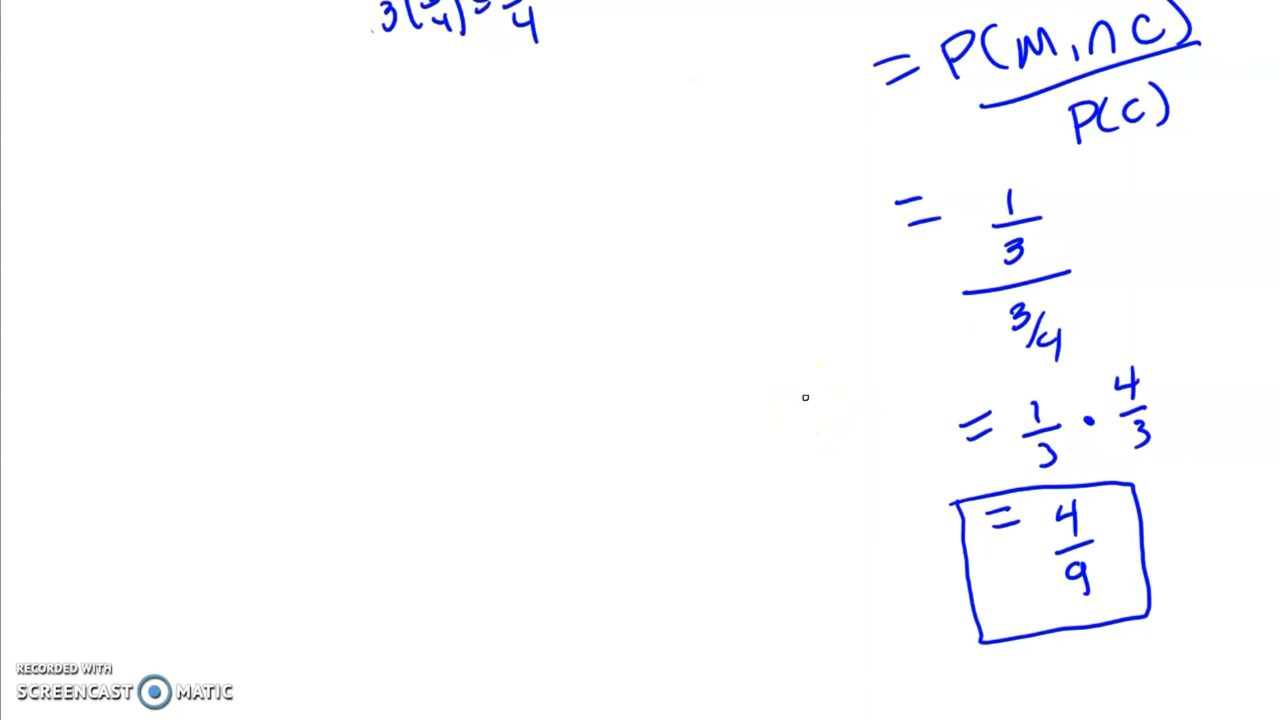 = P(M₁∩C)
P(C)
= 1
3
3/4
= 1/3 · 4/3
= 4
9
RECORDED WITH
SCREENCAST MATIC